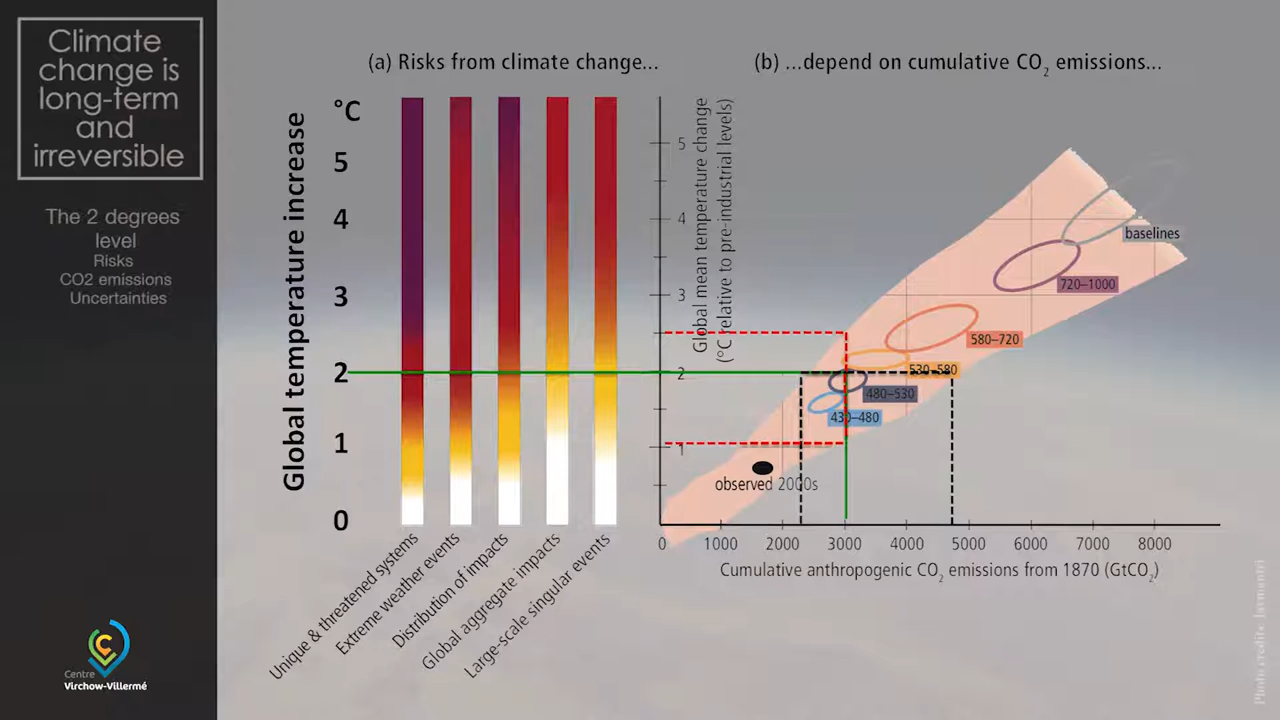 Climate
change is
long-term
and
irreversible
The 2 degrees
level
Risks
CO2 emissions
Uncertainties
Centre
Virchow-Villermé
(a) Risks from climate change...
Global temperature increase
°C
5
4
3
2
1
0
Unique & threatened systems
Extreme weather events
Distribution of impacts
Global aggregate impacts
Large-scale singular events
(b) ...depend on cumulative CO2 emissions...
Global mean temperature change
(°C relative to pre-industrial levels)
5
4
3
2
1
baselines
720–1000
580–720
530–580
480–530
430–480
observed 2000s
0 1000 2000 3000 4000 5000 6000 7000 8000
Cumulative anthropogenic CO2 emissions from 1870 (GtCO2)